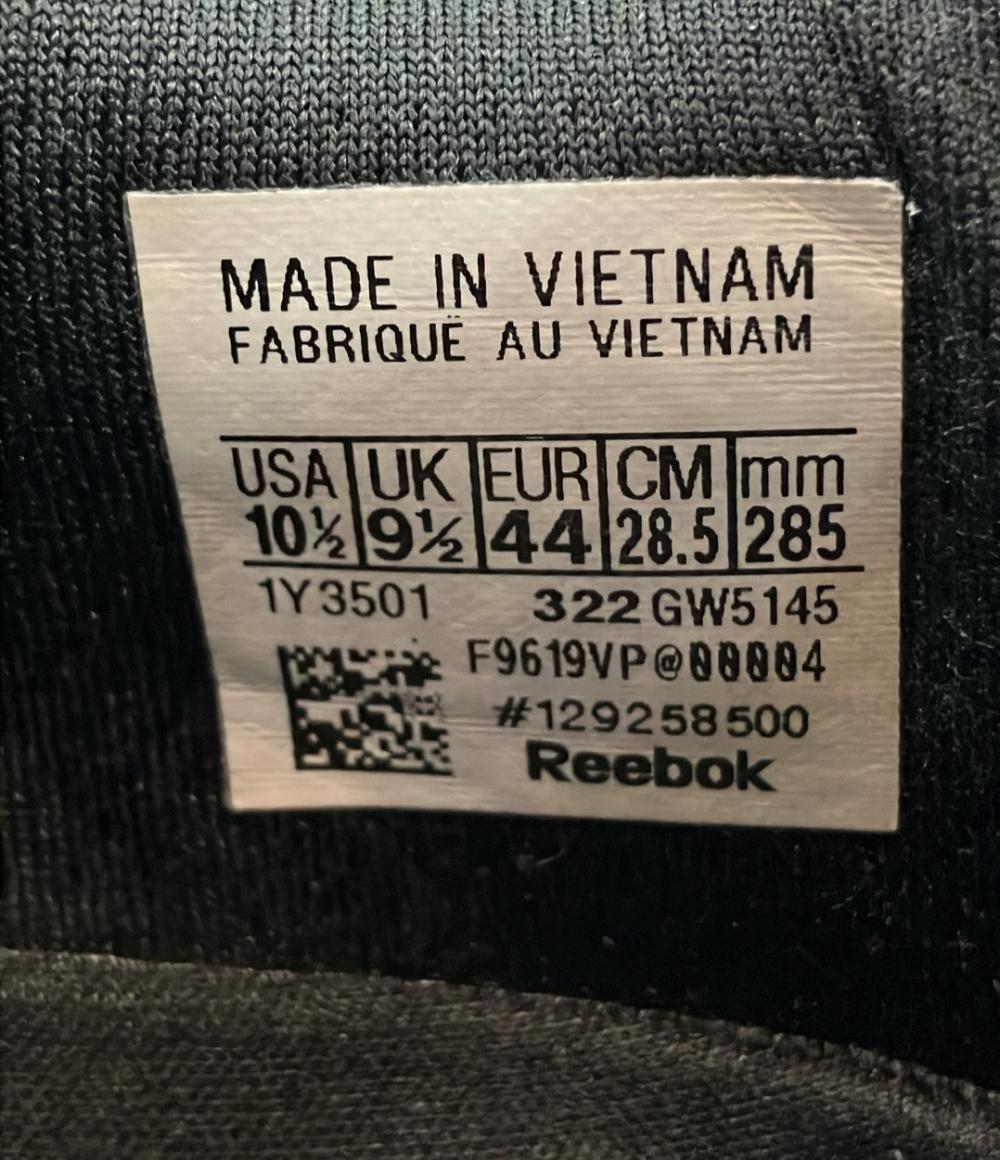 MADE IN VIETNAM
FABRIQUÉ AU VIETNAM
USA UK EUR CM mm
10½ 9½ 44 28.5 285
1Y3501 322 GW5145
F9619VP@00004
#129258500
Reebok